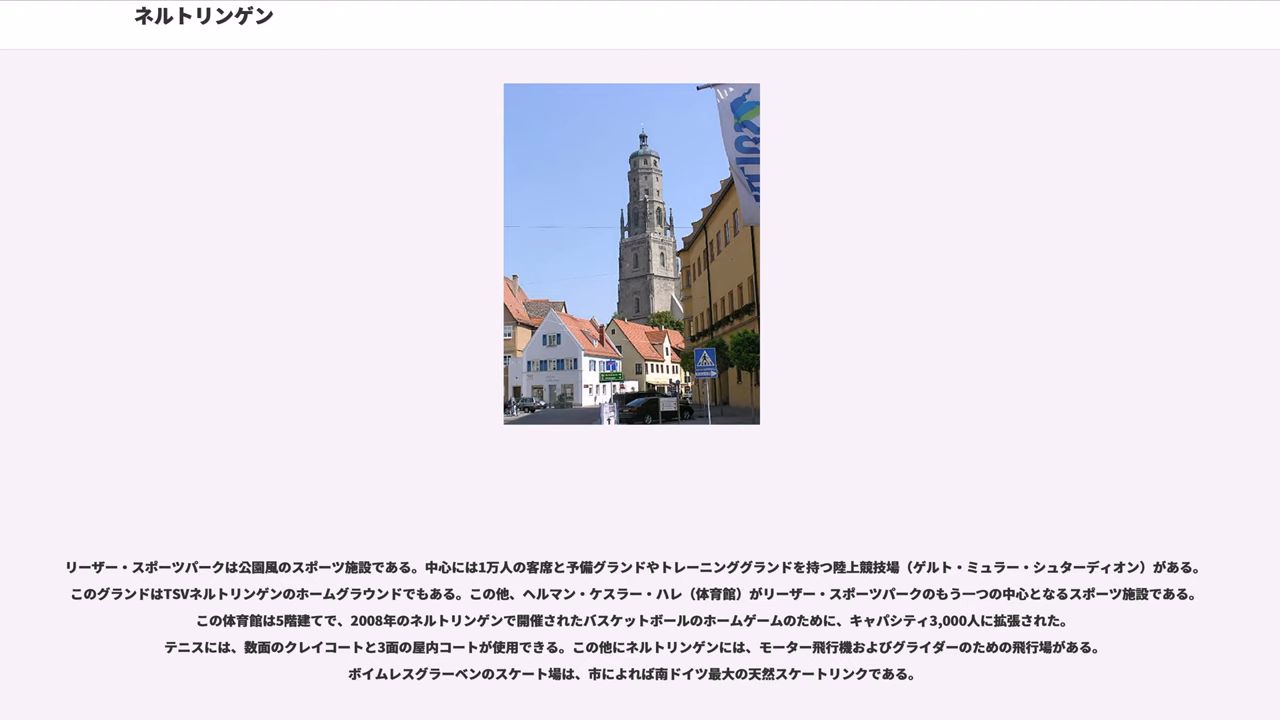 ネルトリンゲン
リーザー・スポーツパークは公園風のスポーツ施設である。中心には1万人の客席と予備グランドやトレーニンググランドを持つ陸上競技場（ゲルト・ミュラー・シュターディオン）がある。
このグランドはTSVネルトリンゲンのホームグラウンドでもある。この他、ヘルマン・ケスラー・ハレ（体育館）がリーザー・スポーツパークのもう一つの中心となるスポーツ施設である。
この体育館は5階建てで、2008年のネルトリンゲンで開催されたバスケットボールのホームゲームのために、キャパシティ3,000人に拡張された。
テニスには、数面のクレイコートと3面の屋内コートが使用できる。この他にネルトリンゲンには、モーター飛行機およびグライダーのための飛行場がある。
ボイムレスグラーベンのスケート場は、市によれば南ドイツ最大の天然スケートリンクである。